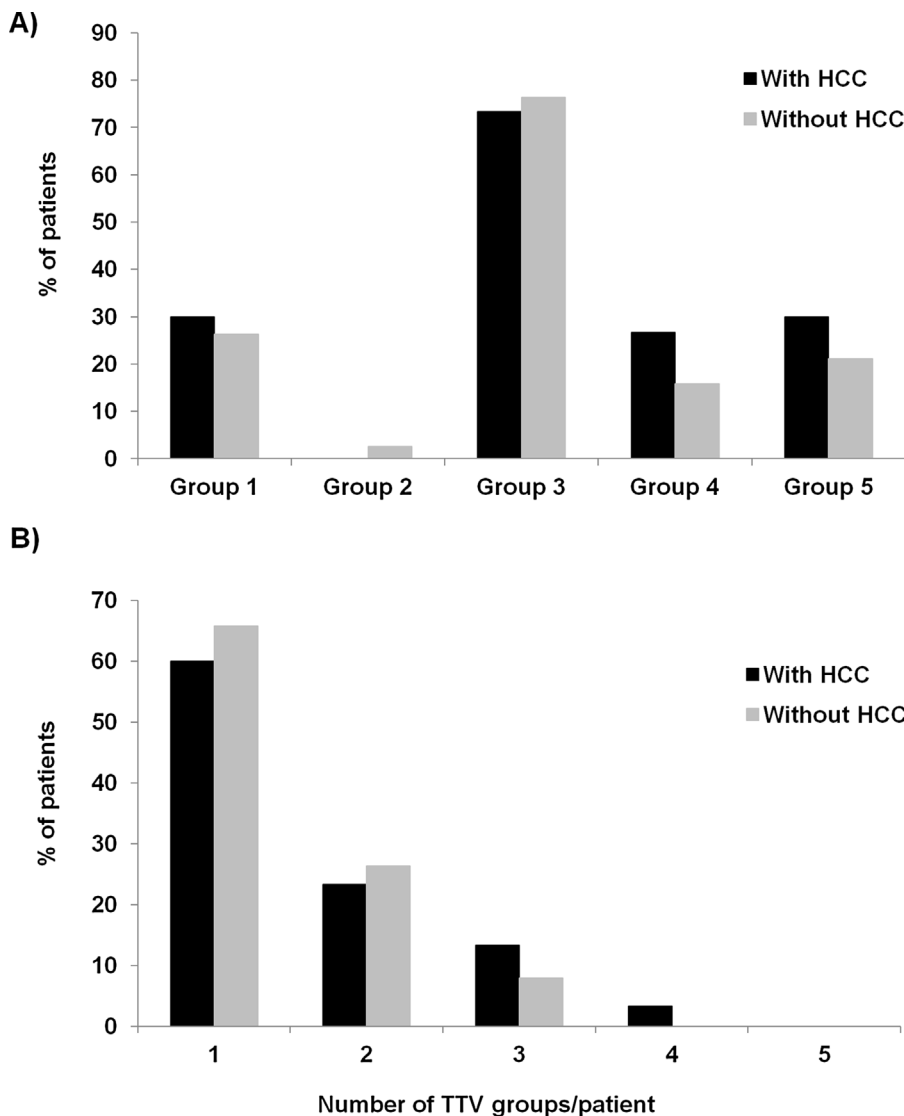 A)
90
80
70
60
50
40
30
20
10
0
% of patients
With HCC
Without HCC
Group 1 Group 2 Group 3 Group 4 Group 5
B)
70
60
50
40
30
20
10
0
% of patients
With HCC
Without HCC
1 2 3 4 5
Number of TTV groups/patient